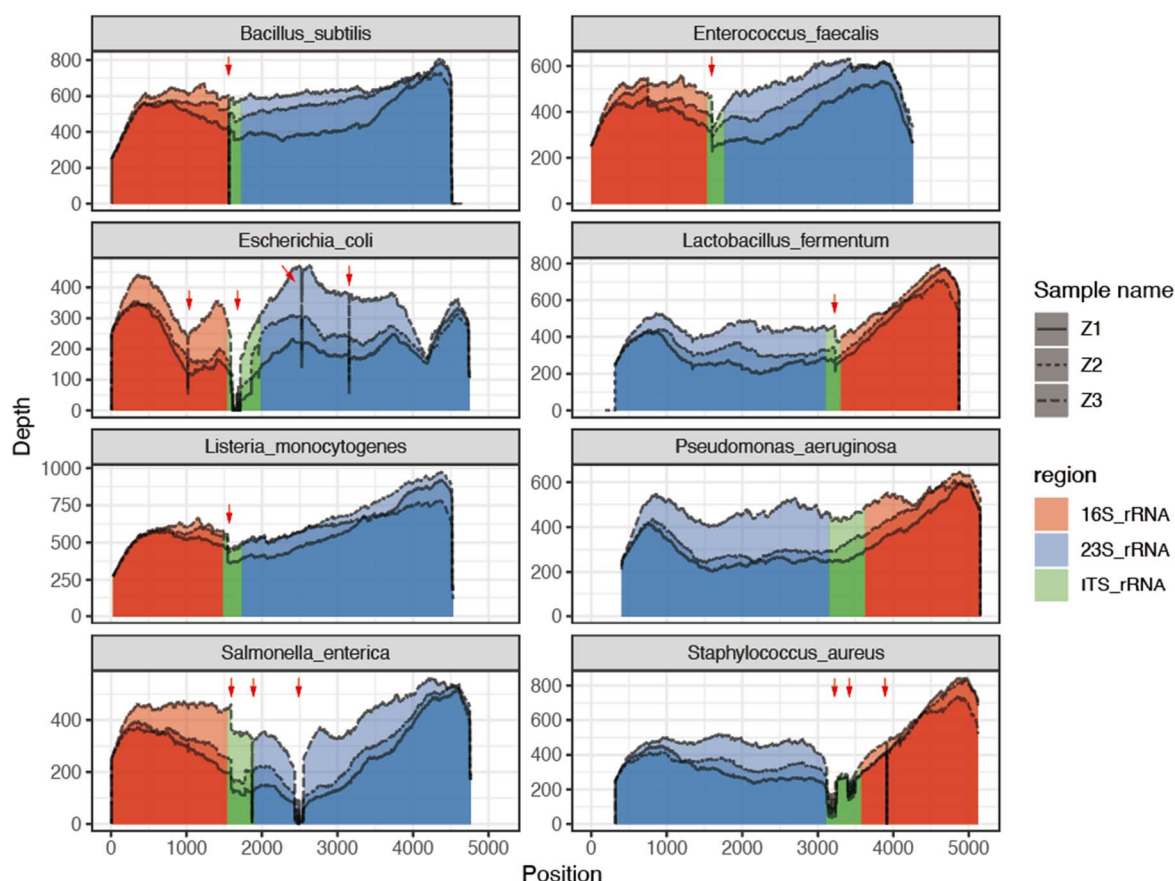 Bacillus_subtilis
Enterococcus_faecalis
800
600
400
200
0
600
400
200
0
Escherichia_coli
Lactobacillus_fermentum
400
300
200
100
0
800
600
400
200
0
Listeria_monocytogenes
Pseudomonas_aeruginosa
1000
750
500
250
0
600
400
200
0
Salmonella_enterica
Staphylococcus_aureus
400
200
0
800
600
400
200
0
0 1000 2000 3000 4000 5000
0 1000 2000 3000 4000 5000
Depth
Position
Sample name
Z1
Z2
Z3
region
16S_rRNA
23S_rRNA
ITS_rRNA